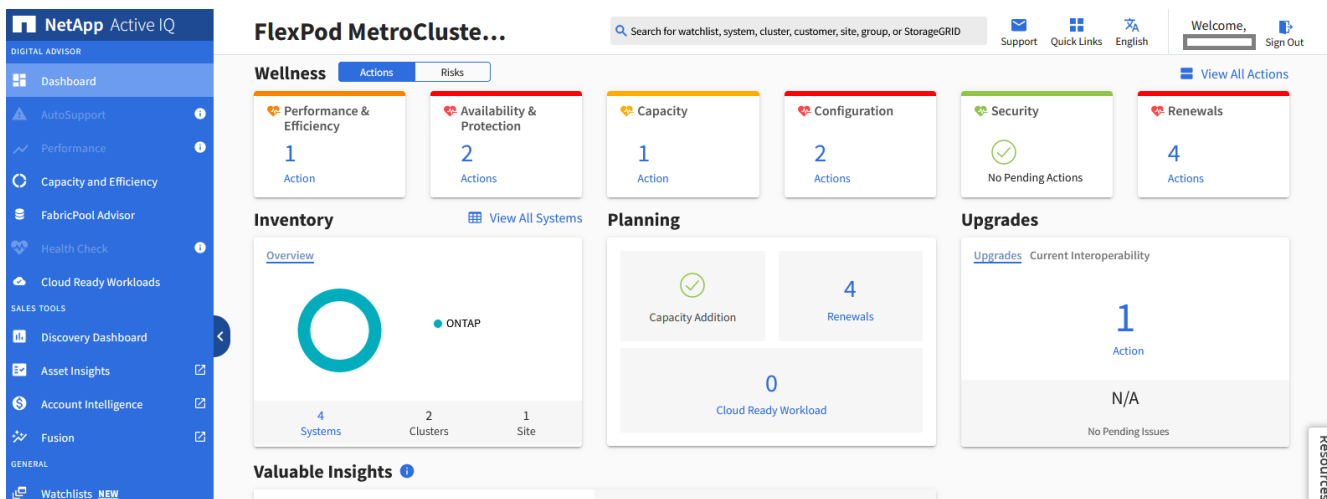 NetApp Active IQ
DIGITAL ADVISOR
Dashboard
AutoSupport
Performance
Capacity and Efficiency
FabricPool Advisor
Health Check
Cloud Ready Workloads
SALES TOOLS
Discovery Dashboard
Asset Insights
Account Intelligence
Fusion
GENERAL
Watchlists NEW
FlexPod MetroCluste...
Search for watchlist, system, cluster, customer, site, group, or StorageGRID
Support
Quick Links
English
Welcome,
Sign Out
Wellness
Actions
Risks
View All Actions
Performance &
Efficiency
1
Action
Availability &
Protection
2
Actions
Capacity
1
Action
Configuration
2
Actions
Security
No Pending Actions
Renewals
4
Actions
Inventory
View All Systems
Overview
ONTAP
4
Systems
2
Clusters
1
Site
Planning
Capacity Addition
4
Renewals
0
Cloud Ready Workload
Upgrades
Upgrades
Current Interoperability
1
Action
N/A
No Pending Issues
Valuable Insights
Resources